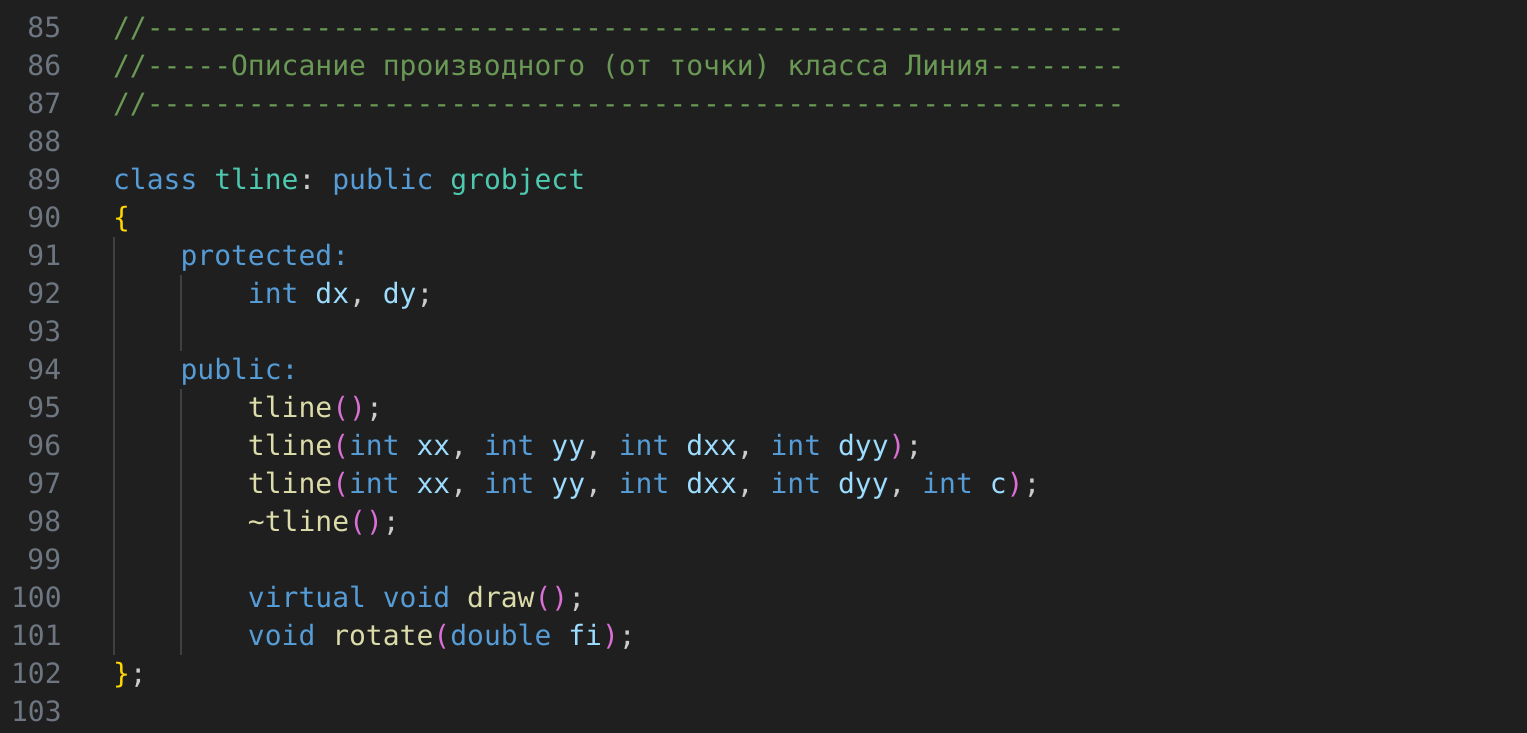 85 //----------------------------------------------------------
86 //-----Описание производного (от точки) класса Линия--------
87 //----------------------------------------------------------
88
89 class tline: public grobject
90 {
91     protected:
92         int dx, dy;
93
94     public:
95         tline();
96         tline(int xx, int yy, int dxx, int dyy);
97         tline(int xx, int yy, int dxx, int dyy, int c);
98         ~tline();
99
100         virtual void draw();
101         void rotate(double fi);
102 };
103